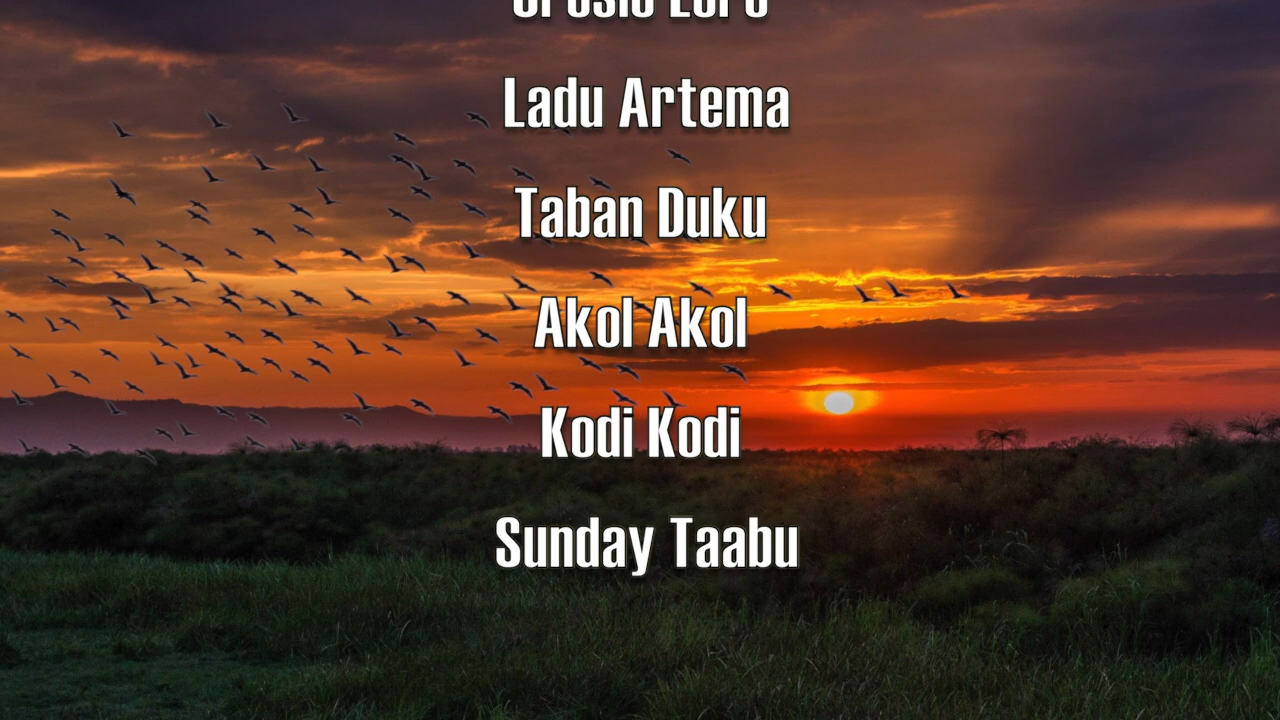 Ladu Artema
Taban Duku
Akol Akol
Kodi Kodi
Sunday Taabu